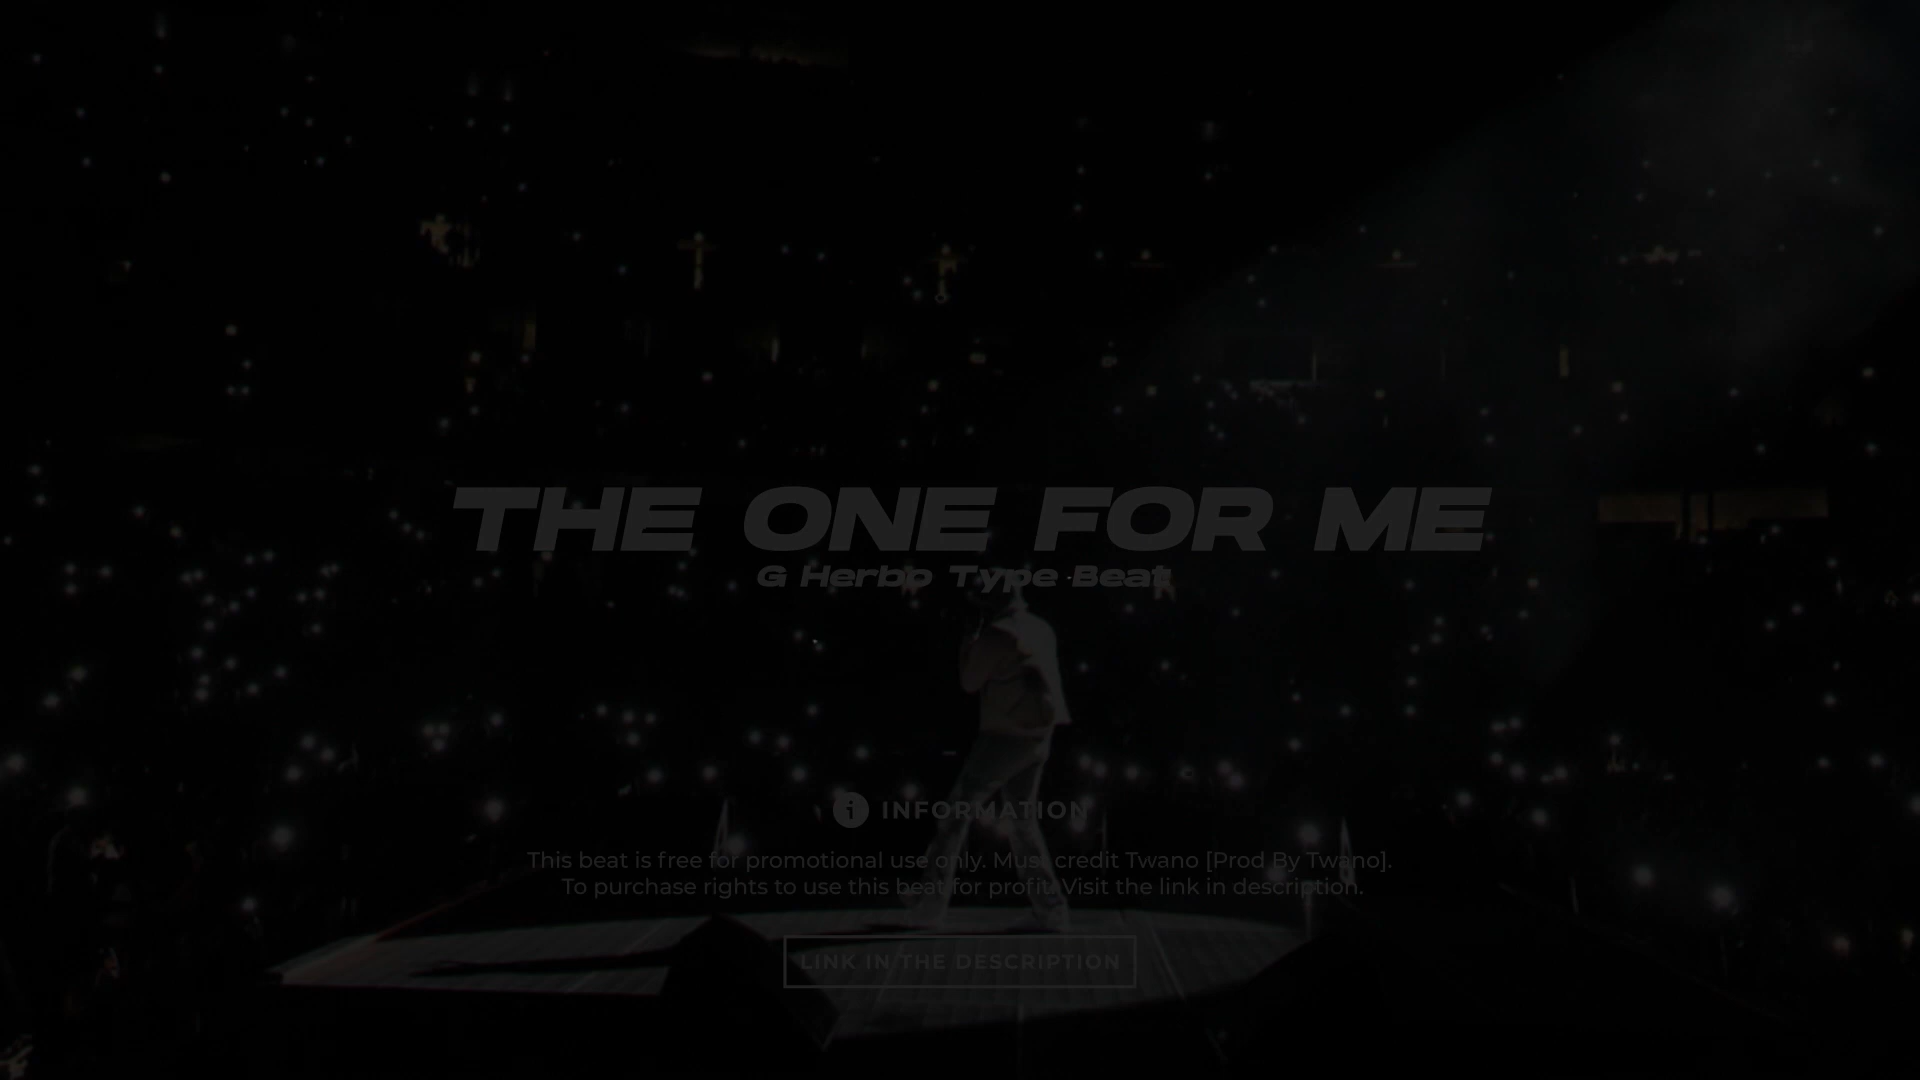 THE ONE FOR ME
G Herbo Type Beat
INFORMATION
This beat is free for promotional use only. Must credit Twano [Prod By Twano].
To purchase rights to use this beat for profit. Visit the link in description.
LINK IN THE DESCRIPTION